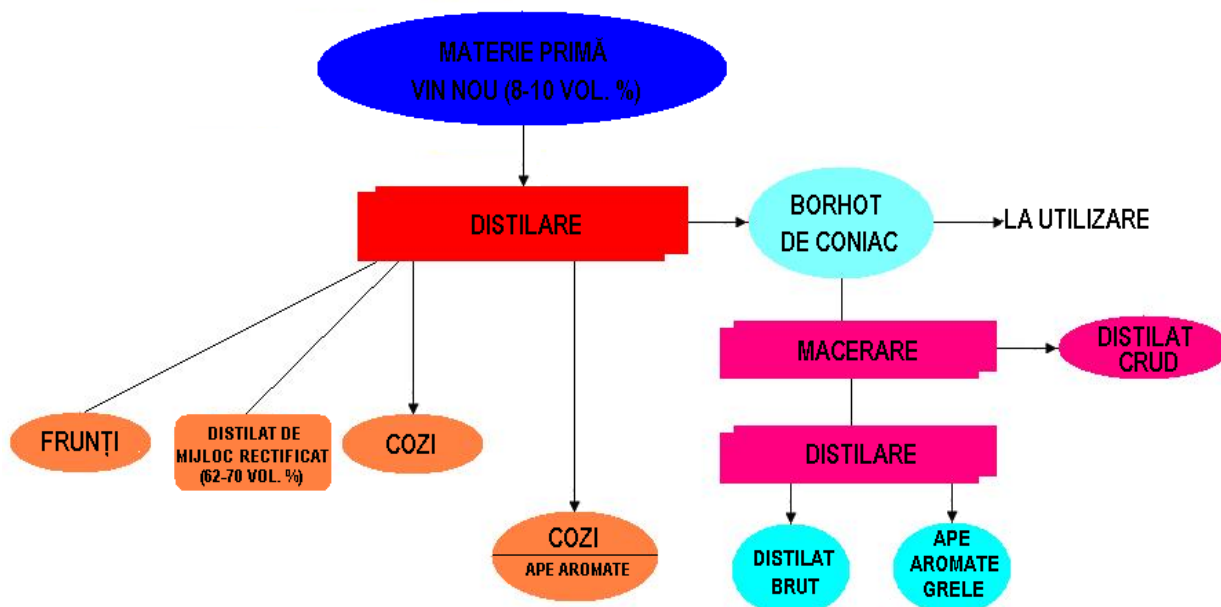 MATERIE PRIMĂ
VIN NOU (8-10 VOL. %)
DISTILARE
BORHOT
DE CONIAC
LA UTILIZARE
MACERARE
DISTILAT
CRUD
FRUNȚI
DISTILAT DE
MIJLOC RECTIFICAT
(62-70 VOL. %)
COZI
DISTILARE
COZI
APE AROMATE
DISTILAT
BRUT
APE
AROMATE
GRELE